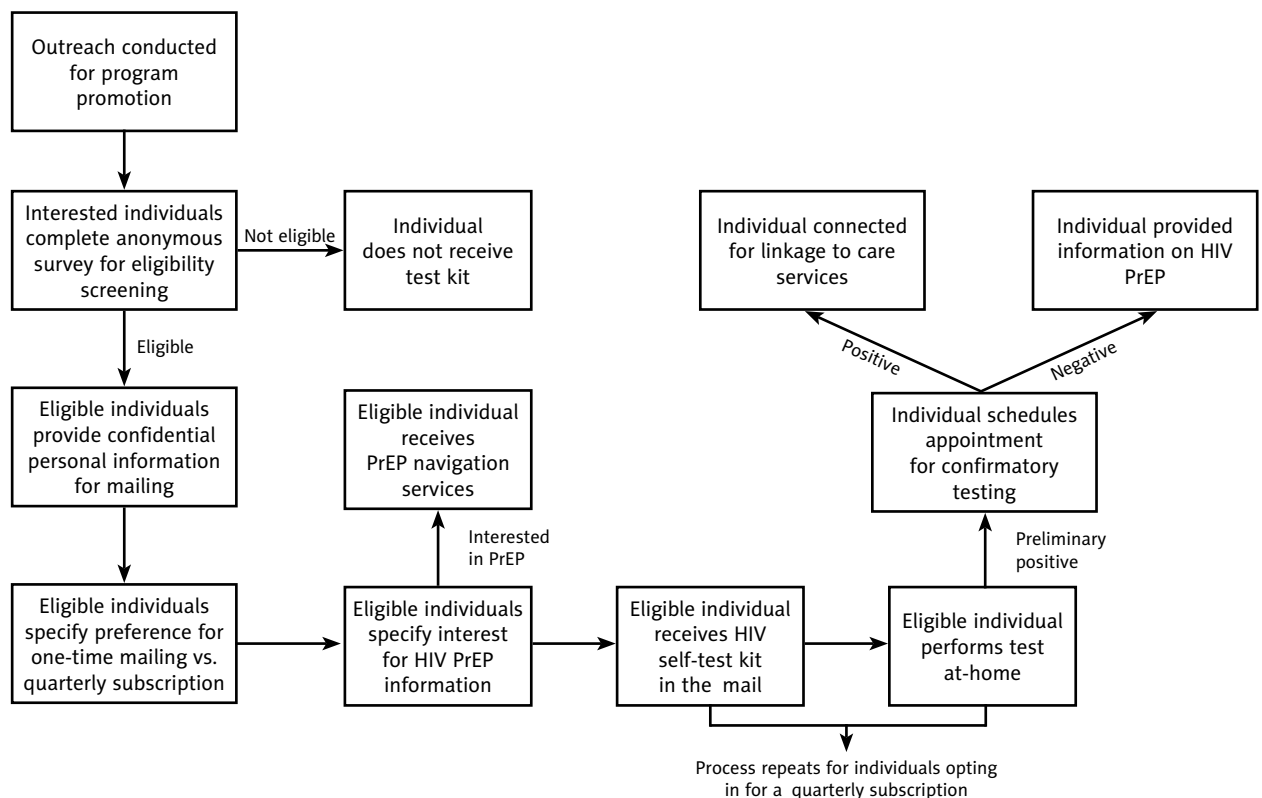 Outreach conducted
for program
promotion
Interested individuals
complete anonymous
survey for eligibility
screening
Not eligible
Individual
does not receive
test kit
Eligible
Eligible individuals
provide confidential
personal information
for mailing
Eligible individuals
specify preference for
one-time mailing vs.
quarterly subscription
Eligible individual
receives
PrEP navigation
services
Interested
in PrEP
Eligible individuals
specify interest
for HIV PrEP
information
Eligible individual
receives HIV
self-test kit
in the mail
Eligible individual
performs test
at-home
Preliminary
positive
Individual schedules
appointment
for confirmatory
testing
Positive
Negative
Individual connected
for linkage to care
services
Individual provided
information on HIV
PrEP
Process repeats for individuals opting
in for a quarterly subscription